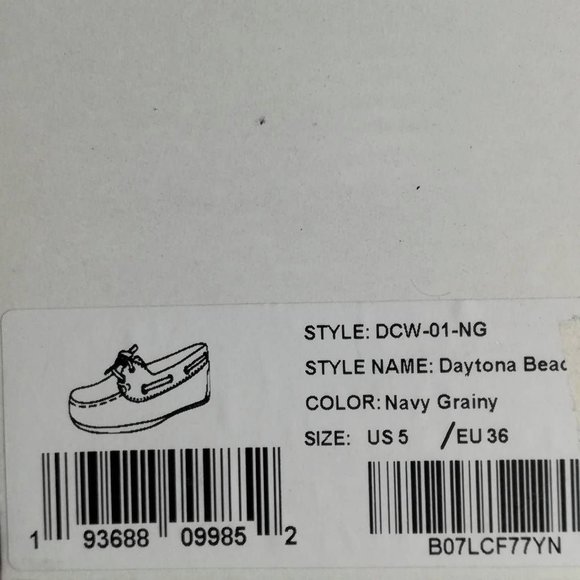 STYLE: DCW-01-NG
STYLE NAME: Daytona Beac
COLOR: Navy Grainy
SIZE: US 5 / EU 36
1 93688 09985 2
B07LCF77YN